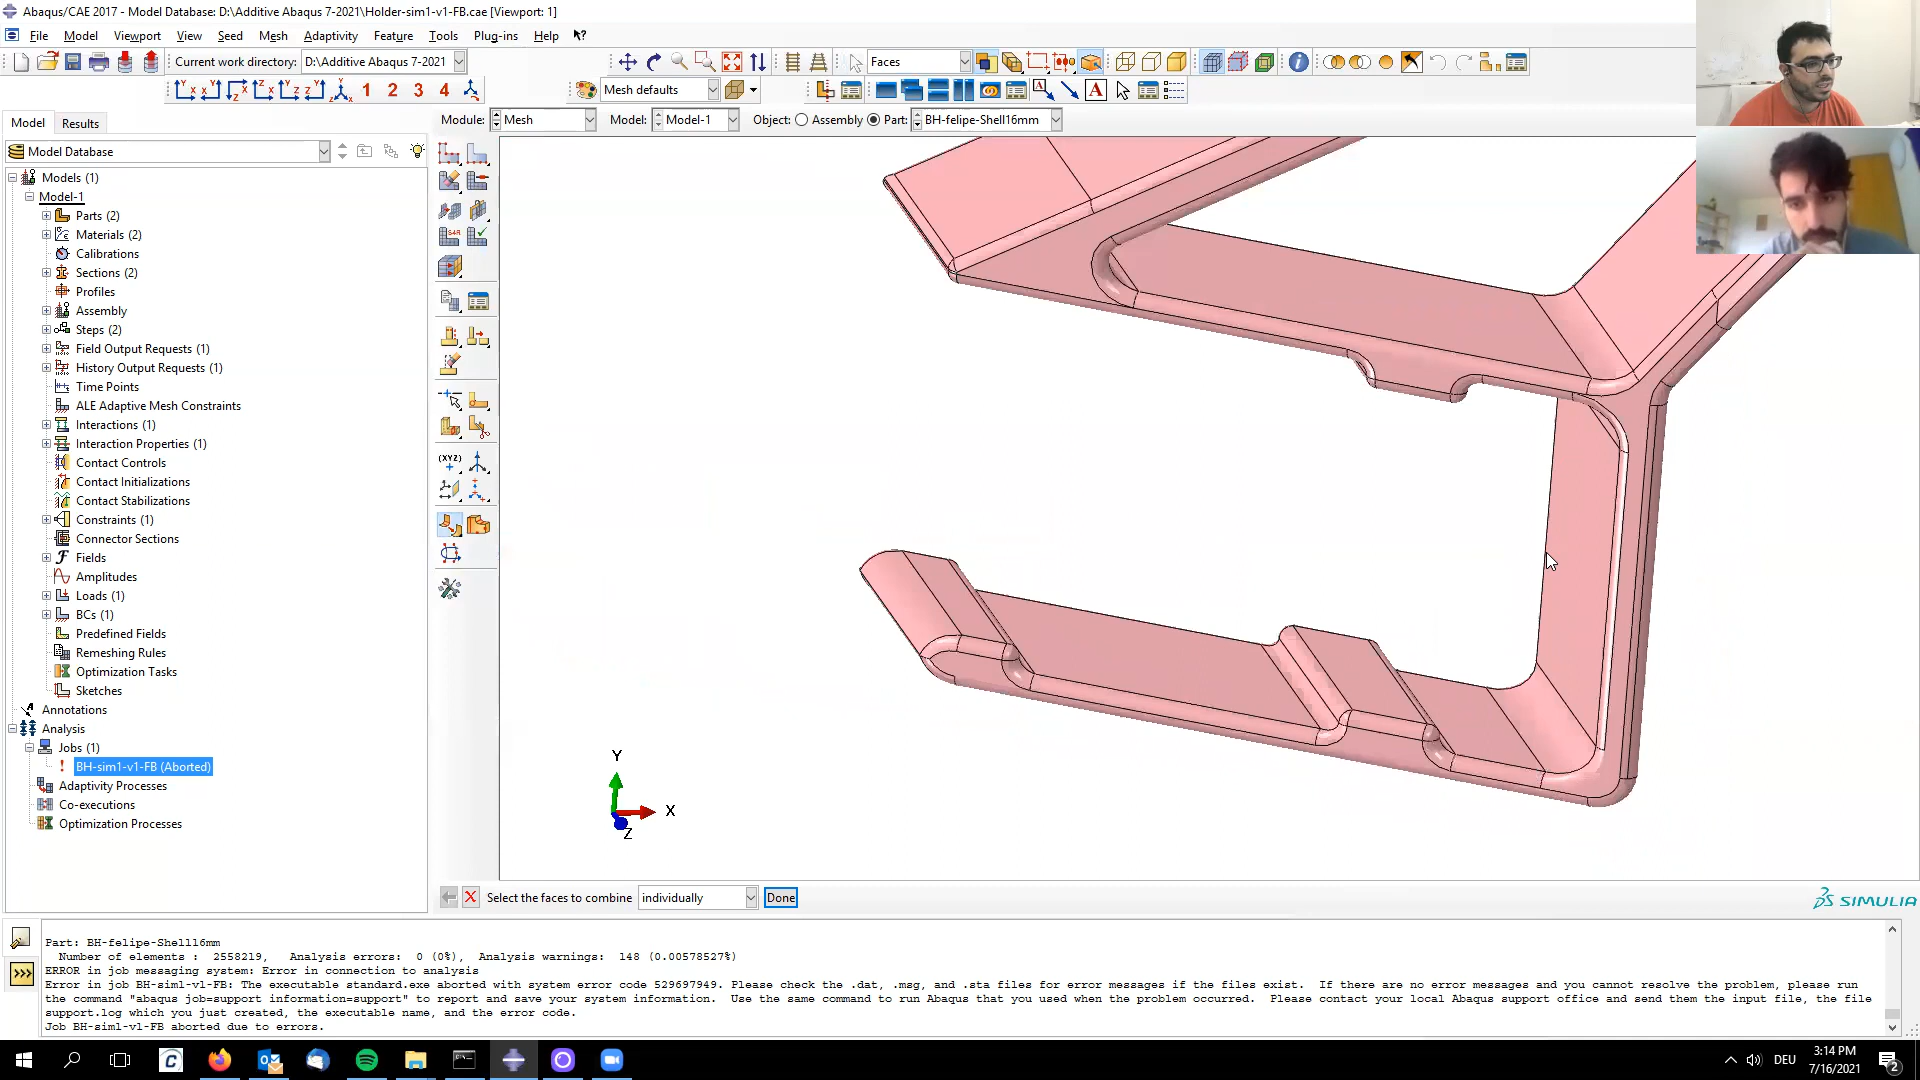 Abaqus/CAE 2017 - Model Database: D:\Additive Abaqus 7-2021\Holder-sim1-v1-FB.cae [Viewport: 1]
File Model Viewport View Seed Mesh Adaptivity Feature Tools Plug-ins Help
Current work directory: D:\Additive Abaqus 7-2021
Faces
1 2 3 4
Mesh defaults
A
Model Results
Module: Mesh Model: Model-1 Object: Assembly Part: BH-felipe-Shell16mm
Model Database
Models (1)
Model-1
Parts (2)
Materials (2)
Calibrations
Sections (2)
Profiles
Assembly
Steps (2)
Field Output Requests (1)
History Output Requests (1)
Time Points
ALE Adaptive Mesh Constraints
Interactions (1)
Interaction Properties (1)
Contact Controls
Contact Initializations
Contact Stabilizations
Constraints (1)
Connector Sections
Fields
Amplitudes
Loads (1)
BCs (1)
Predefined Fields
Remeshing Rules
Optimization Tasks
Sketches
Annotations
Analysis
Jobs (1)
BH-sim1-v1-FB (Aborted)
Adaptivity Processes
Co-executions
Optimization Processes
(XYZ)
Y
X
Z
Select the faces to combine individually Done
SIMULIA
Part: BH-felipe-Shell16mm
Number of elements : 2558219, Analysis errors: 0 (0%), Analysis warnings: 148 (0.00578527%)
ERROR in job messaging system: Error in connection to analysis
Error in job BH-sim1-v1-FB: The executable standard.exe aborted with system error code 529697949. Please check the .dat, .msg, and .sta files for error messages if the files exist. If there are no error messages and you cannot resolve the problem, please run
the command "abaqus job=support information=support" to report and save your system information. Use the same command to run Abaqus that you used when the problem occurred. Please contact your local Abaqus support office and send them the input file, the file
support.log which you just created, the executable name, and the error code.
Job BH-sim1-v1-FB aborted due to errors.
>>>
DEU
3:14 PM
7/16/2021
2